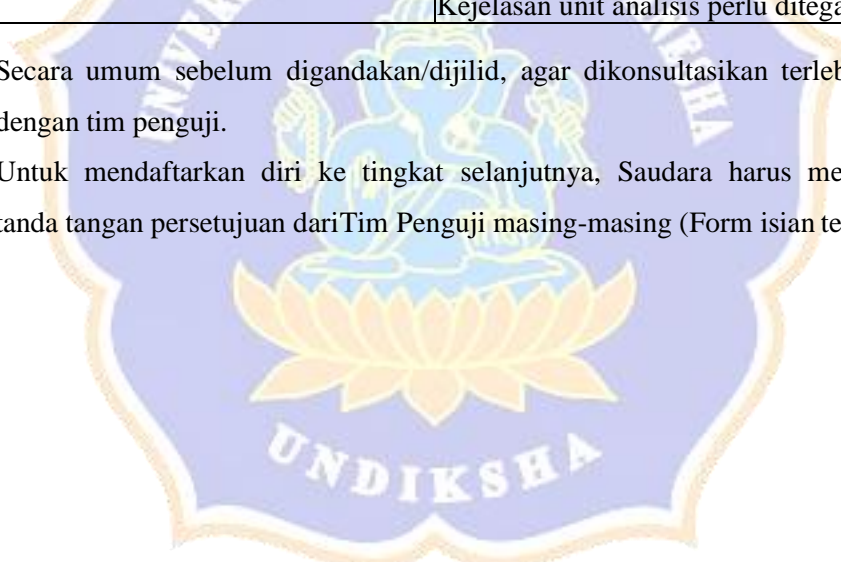 Kejelasan unit analisis perlu
Secara umum sebelum digandakan/dijilid, agar dikonsultasikan
dengan tim penguji.
Untuk mendaftarkan diri ke tingkat selanjutnya, Saudara harus
tanda tangan persetujuan dariTim Penguji masing-masing (Form isian
UNDIKSHA